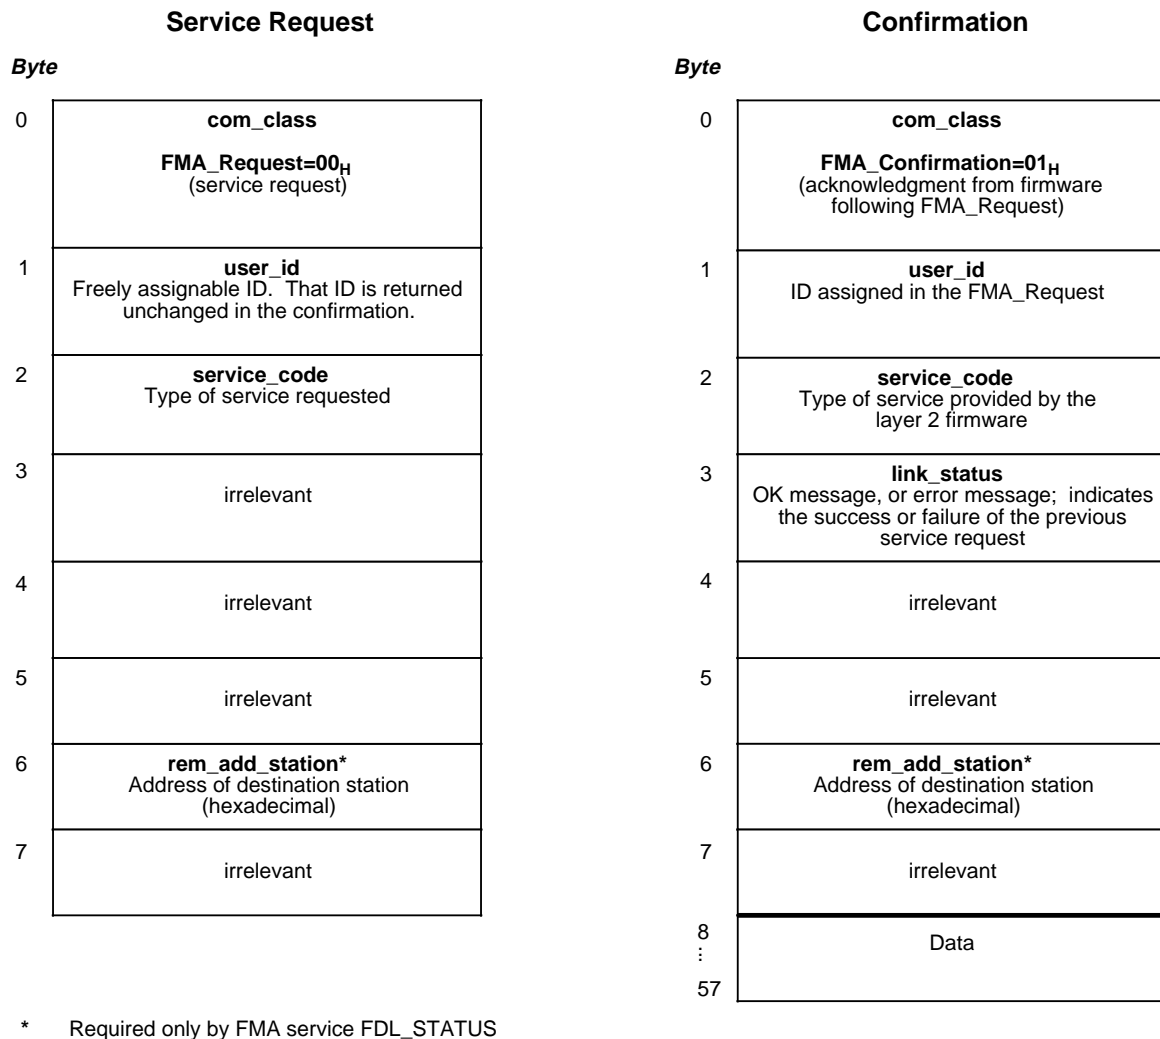 Service Request
Byte
0
com_class
FMA_Request=00H
(service request)
1
user_id
Freely assignable ID. That ID is returned
unchanged in the confirmation.
2
service_code
Type of service requested
3
irrelevant
4
irrelevant
5
irrelevant
6
rem_add_station*
Address of destination station
(hexadecimal)
7
irrelevant
Confirmation
Byte
0
com_class
FMA_Confirmation=01H
(acknowledgment from firmware
following FMA_Request)
1
user_id
ID assigned in the FMA_Request
2
service_code
Type of service provided by the
layer 2 firmware
3
link_status
OK message, or error message; indicates
the success or failure of the previous
service request
4
irrelevant
5
irrelevant
6
rem_add_station*
Address of destination station
(hexadecimal)
7
irrelevant
8
...
57
Data
* Required only by FMA service FDL_STATUS